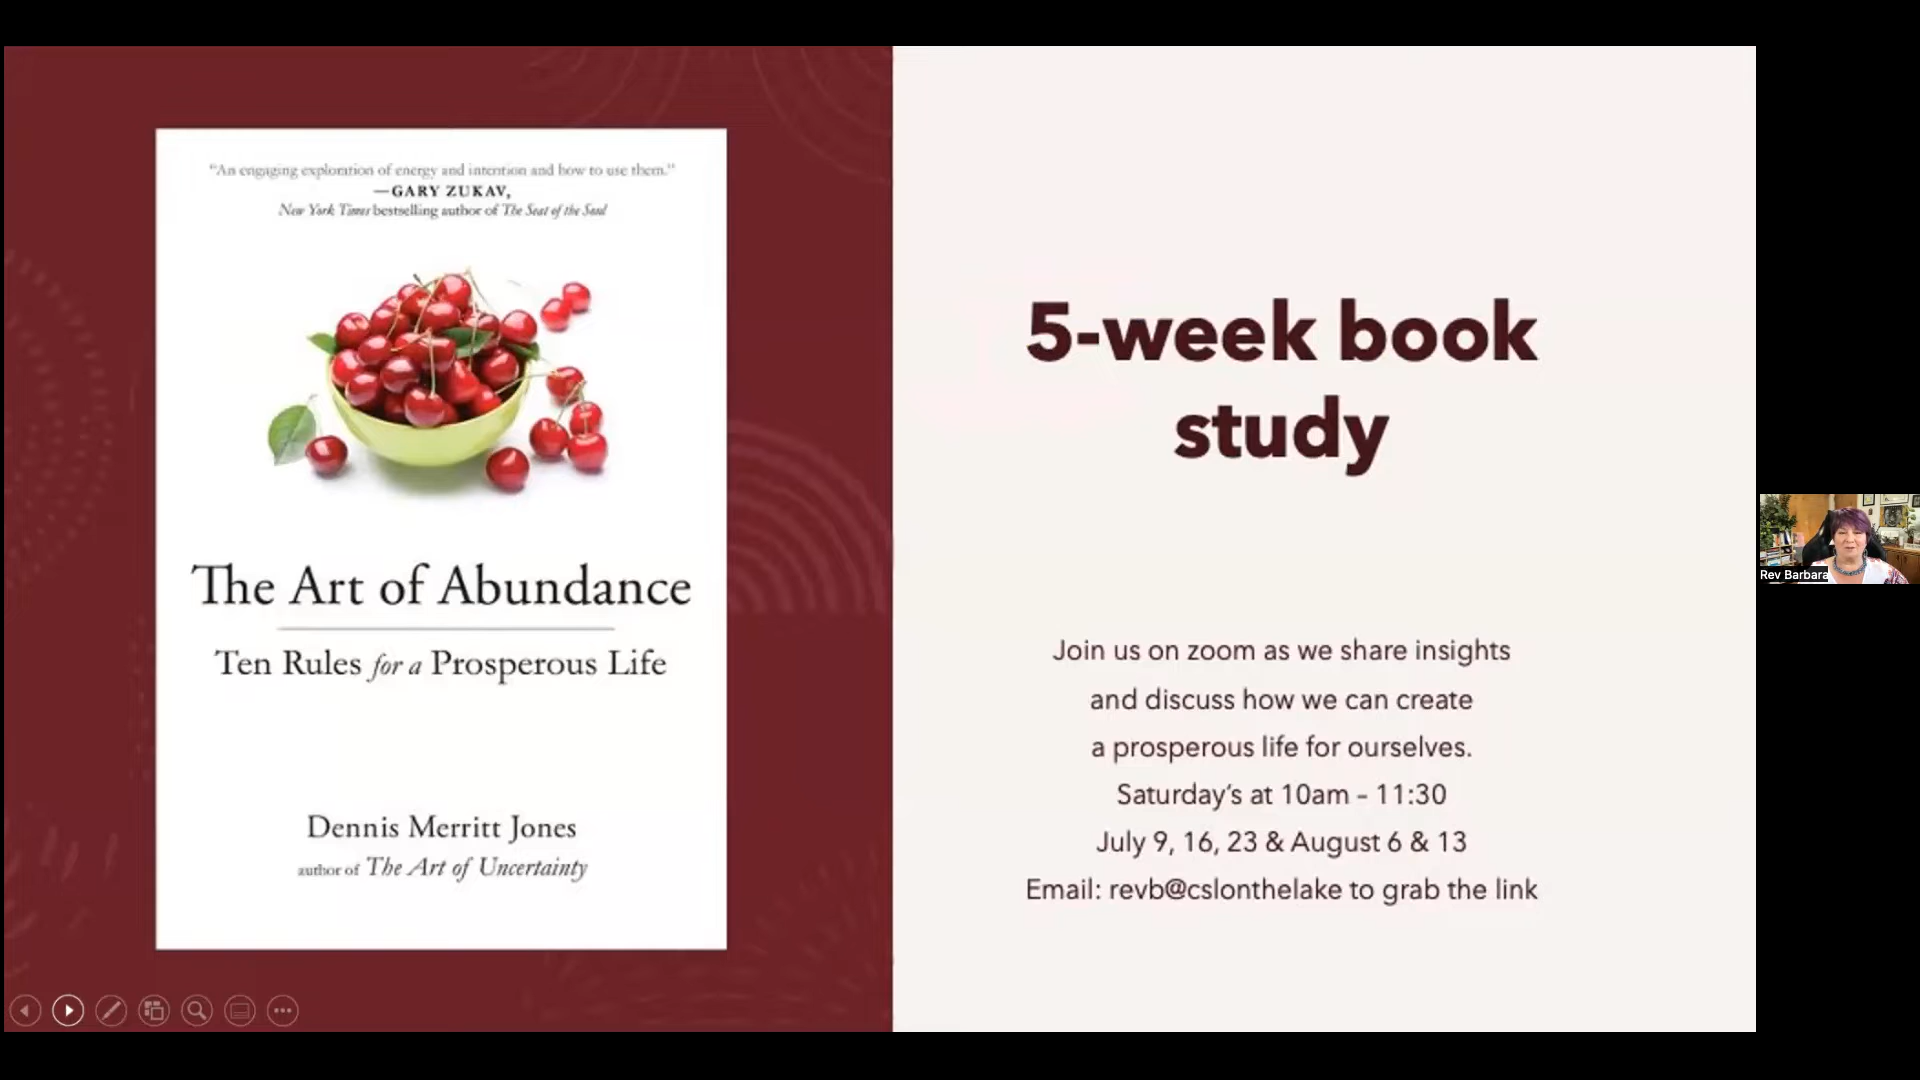 “An engaging exploration of energy and intention and how to use them.”
—GARY ZUKAV,
New York Times bestselling author of The Seat of the Soul
The Art of Abundance
Ten Rules for a Prosperous Life
Dennis Merritt Jones
author of The Art of Uncertainty
5-week book
study
Join us on zoom as we share insights
and discuss how we can create
a prosperous life for ourselves.
Saturday’s at 10am – 11:30
July 9, 16, 23 & August 6 & 13
Email: revb@cslonthelake to grab the link
Rev Barbara